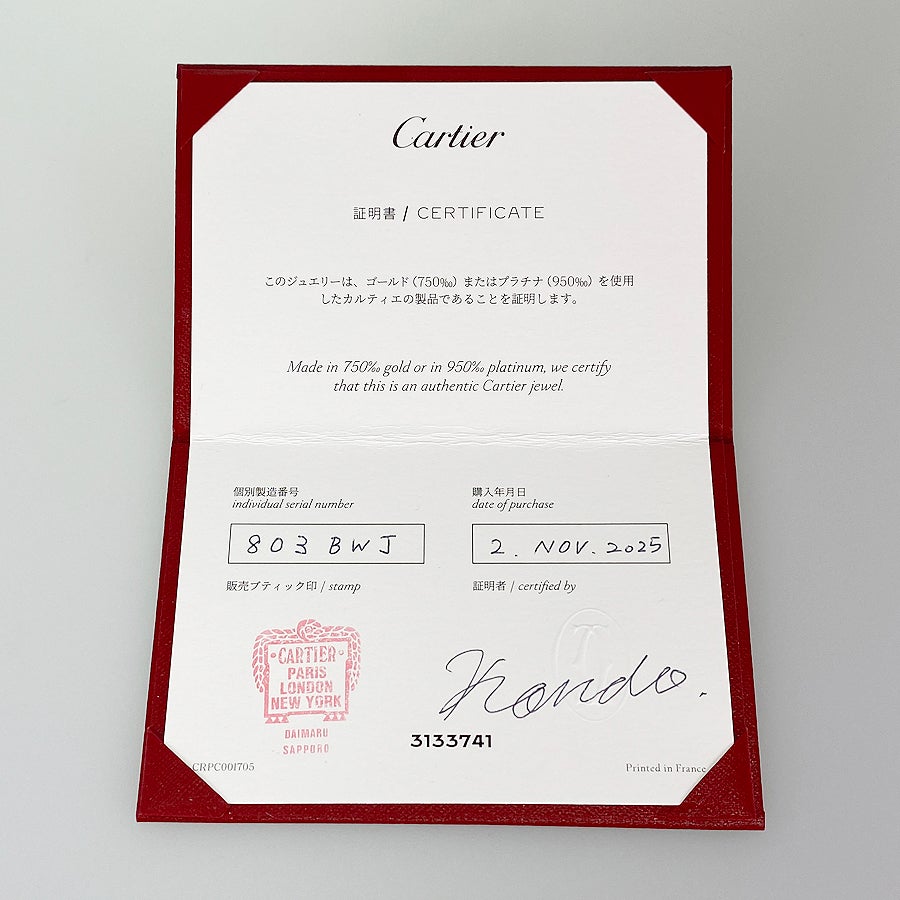 Cartier
証明書 / CERTIFICATE
このジュエリーは、ゴールド（750‰）またはプラチナ（950‰）を使用
したカルティエの製品であることを証明します。
Made in 750‰ gold or in 950‰ platinum, we certify
that this is an authentic Cartier jewel.
個別製造番号
individual serial number
803 BWJ
購入年月日
date of purchase
2. NOV. 2025
販売ブティック印 / stamp
証明者 / certified by
·CARTIER·
PARIS
LONDON
NEW YORK
DAIMARU
SAPPORO
Kondo.
3133741
CRPC001705
Printed in France